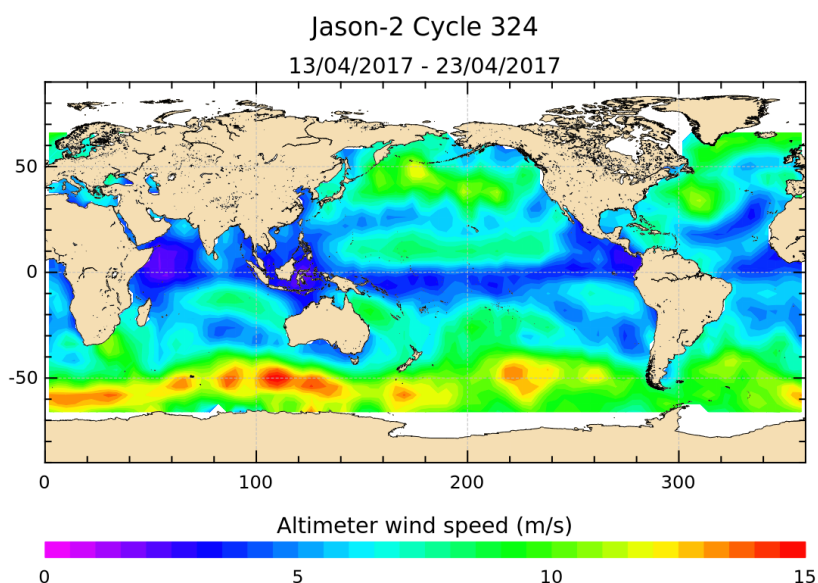 Jason-2 Cycle 324
13/04/2017 - 23/04/2017
50
0
-50
0 100 200 300
Altimeter wind speed (m/s)
0 5 10 15